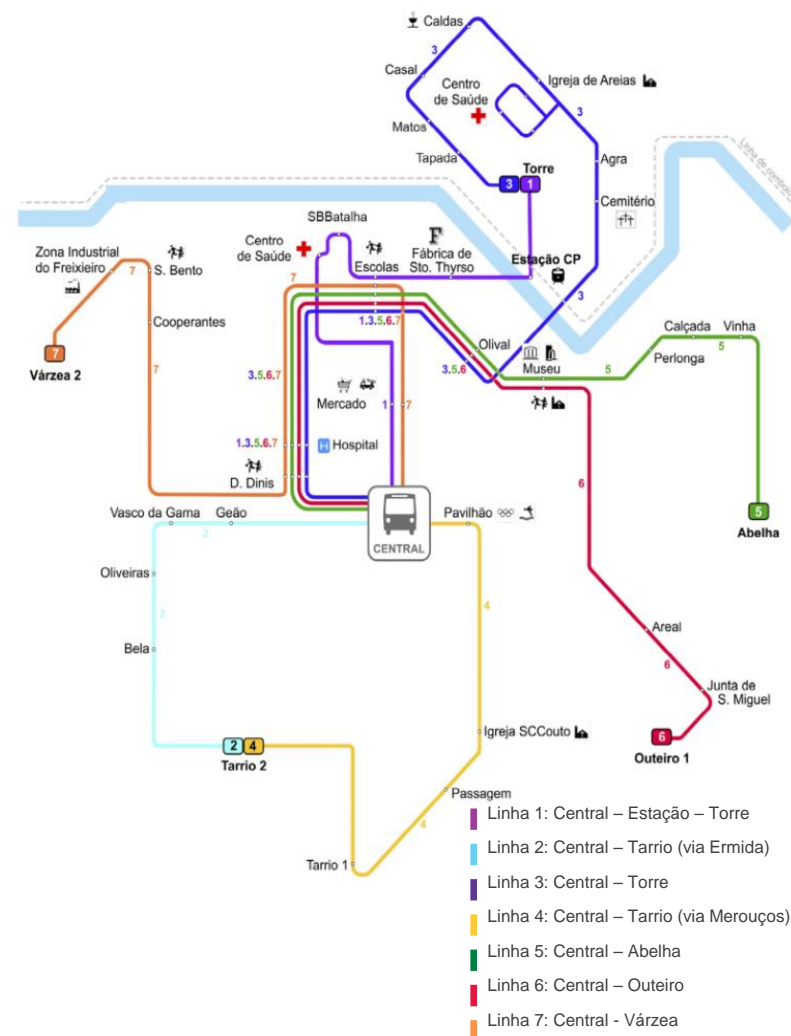 Caldas
3
Casal
Igreja de Areias
Centro
de Saúde
3
Matos
Tapada
Agra
Linha de comboio
3 1
Torre
Cemitério
SBBatalha
Centro
de Saúde
Zona Industrial
do Freixieiro
7
S. Bento
Escolas
F
Fábrica de
Sto. Thyrso
Estação CP
7
3
Cooperantes
1.3.5.6.7
Olival
Calçada
Vinha
5
Perlonga
7
Várzea 2
7
3.5.6.7
3.5.6
Museu
5
Mercado
1
7
1.3.5.6.7
H
Hospital
D. Dinis
6
Vasco da Gama
Geão
2
CENTRAL
Pavilhão
5
Abelha
Oliveiras
2
4
Bela
Areal
6
Junta de
S. Miguel
2 4
Tarrio 2
Igreja SCCouto
6
Outeiro 1
Passagem
4
Tarrio 1
Linha 1: Central – Estação – Torre
Linha 2: Central – Tarrio (via Ermida)
Linha 3: Central – Torre
Linha 4: Central – Tarrio (via Merouços)
Linha 5: Central – Abelha
Linha 6: Central – Outeiro
Linha 7: Central - Várzea